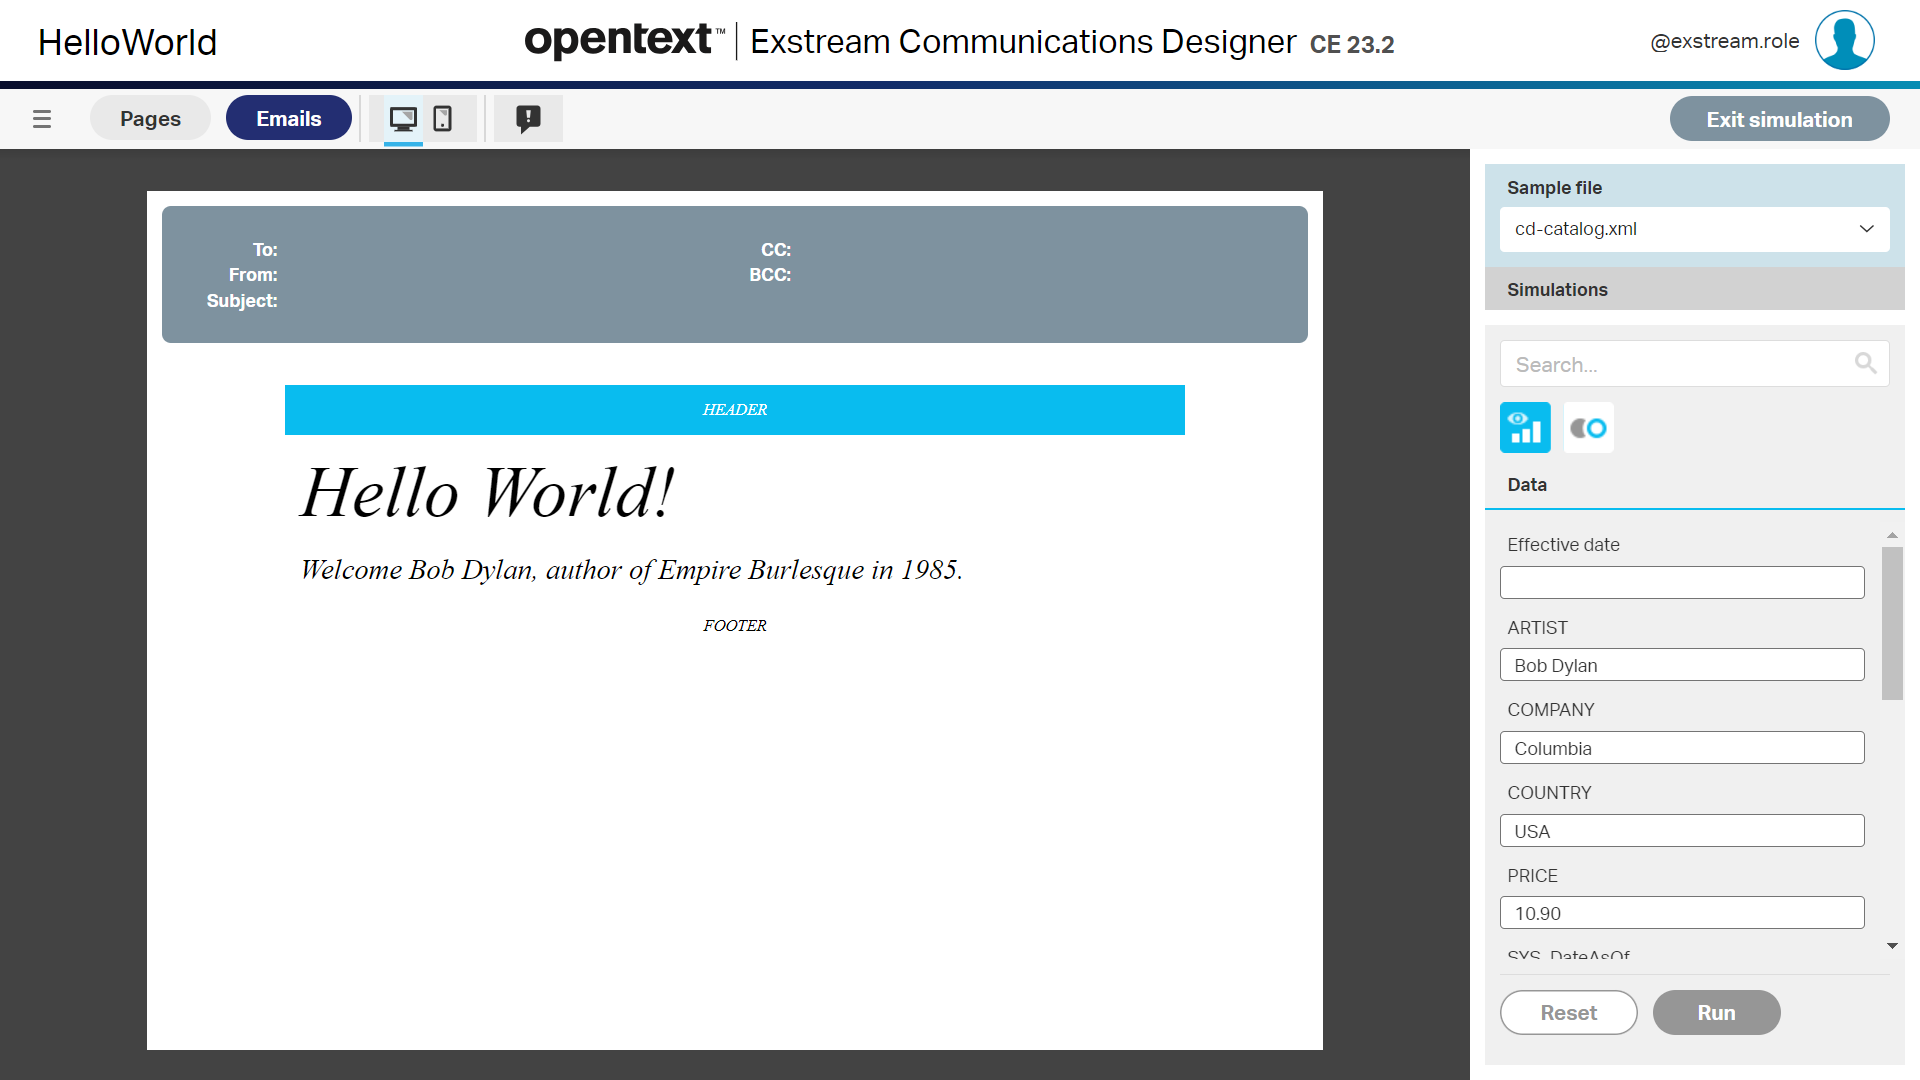 HelloWorld
opentext™ | Exstream Communications Designer CE 23.2
@exstream.role
Pages
Emails
Exit simulation
To:
CC:
From:
BCC:
Subject:
HEADER
Hello World!
Welcome Bob Dylan, author of Empire Burlesque in 1985.
FOOTER
Sample file
cd-catalog.xml
Simulations
Search...
Data
Effective date
ARTIST
Bob Dylan
COMPANY
Columbia
COUNTRY
USA
PRICE
10.90
SYS_DateAsOf
Reset
Run